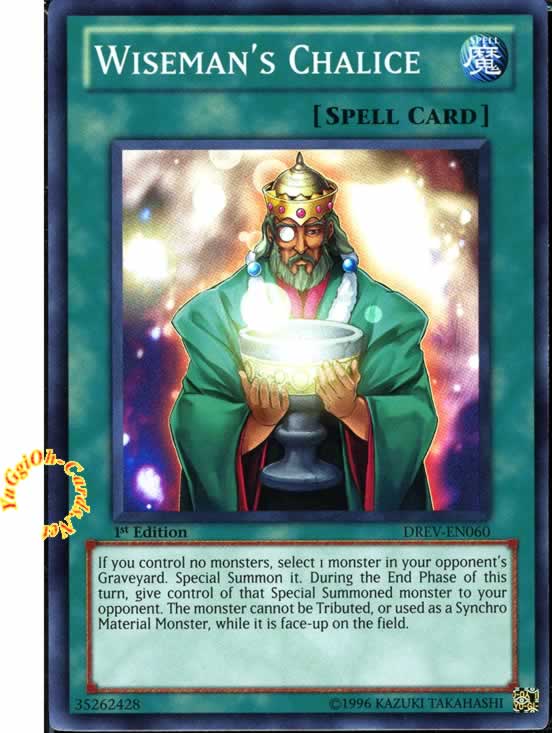 Wiseman's Chalice
SPELL
魔
[Spell Card]
1st Edition
DREV-EN060
If you control no monsters, select 1 monster in your opponent's
Graveyard. Special Summon it. During the End Phase of this
turn, give control of that Special Summoned monster to your
opponent. The monster cannot be Tributed, or used as a Synchro
Material Monster, while it is face-up on the field.
35262428
©1996 KAZUKI TAKAHASHI
YuGgiOh-Cards.Net